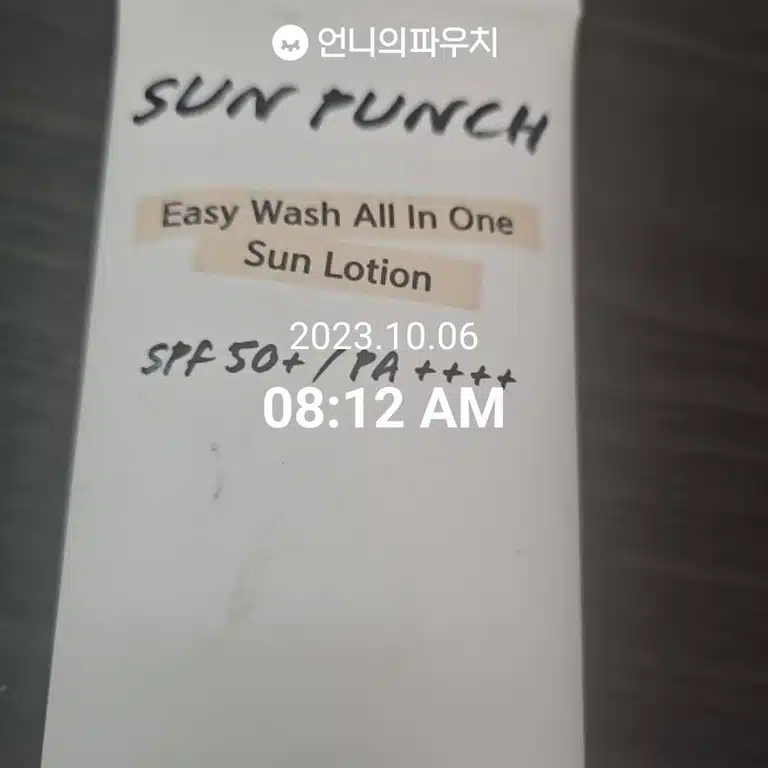 언니의파우치
SUN PUNCH
Easy Wash All In One
Sun Lotion
2023.10.06
SPF 50+ / PA ++++
08:12 AM